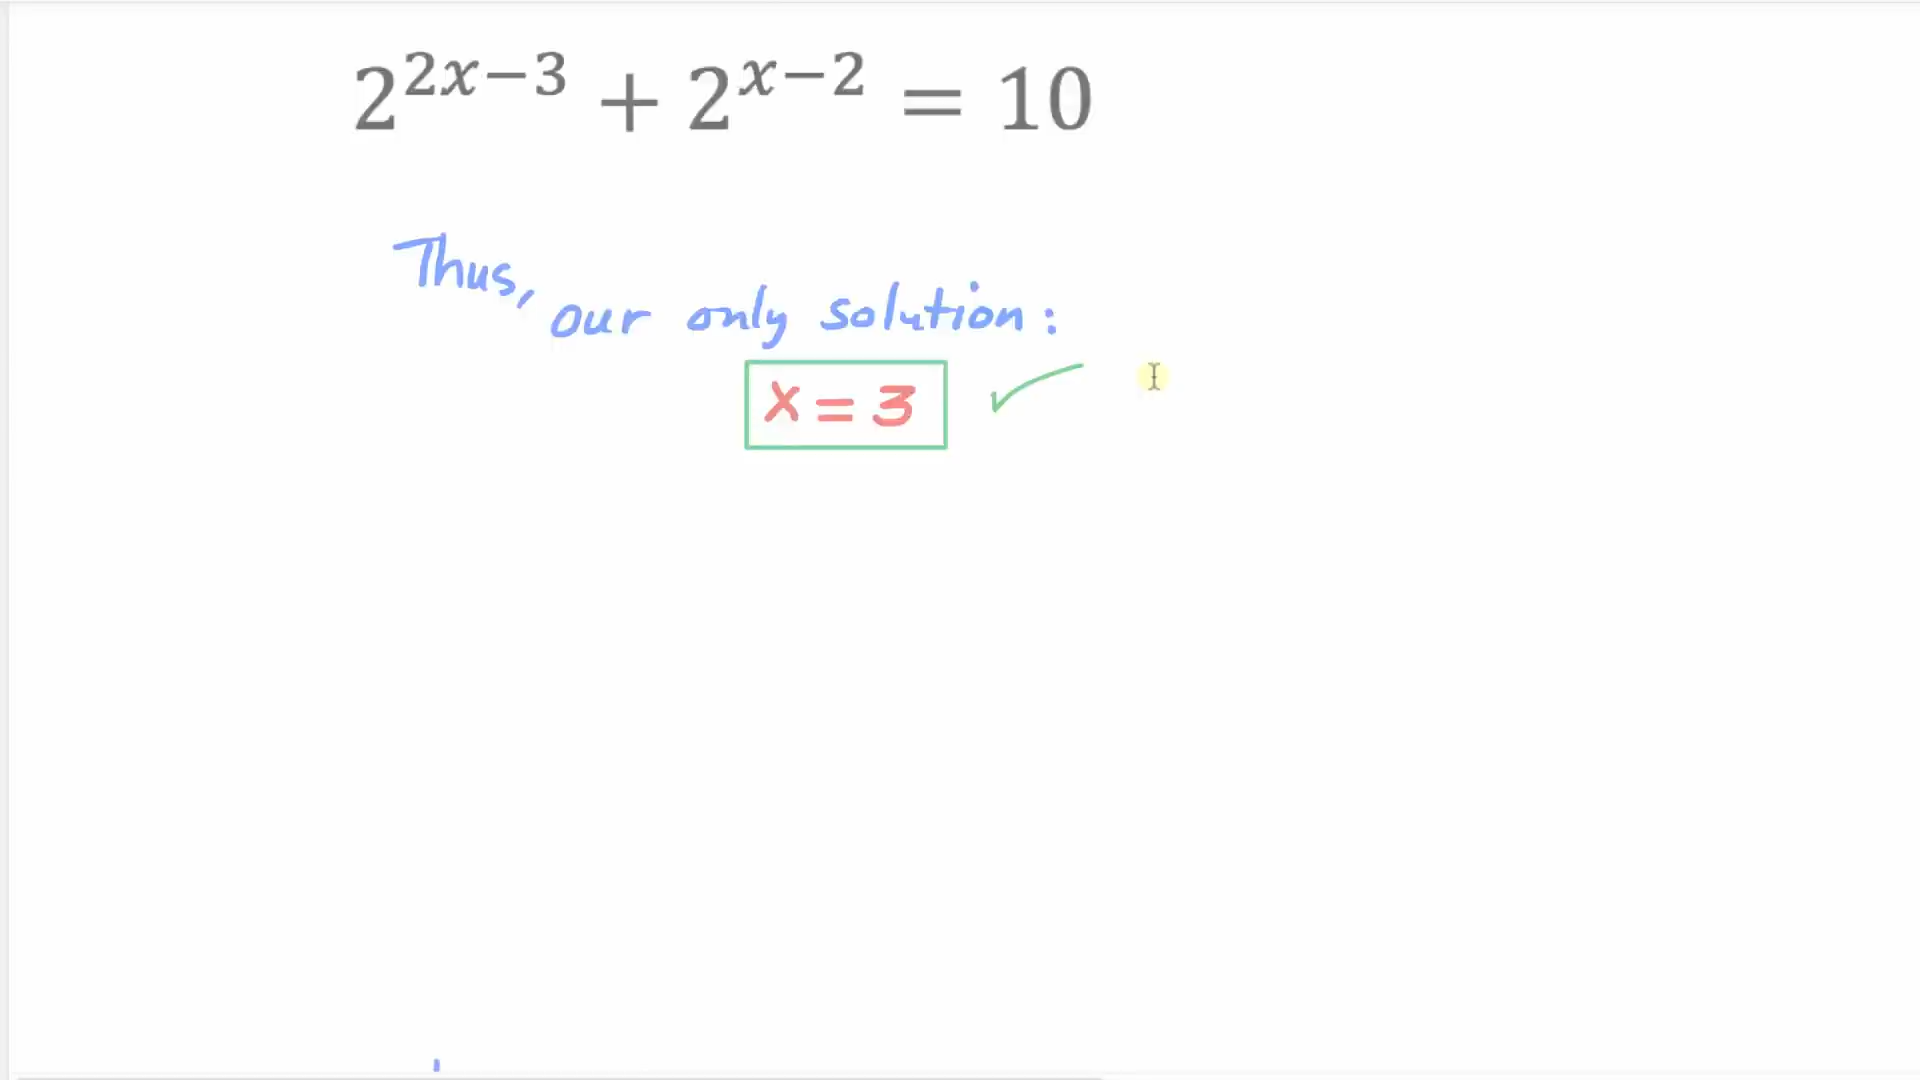 2^{2x-3} + 2^{x-2} = 10
Thus, our only solution:
x = 3